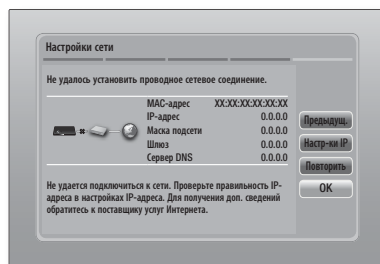 Настройки сети
Не удалось установить проводное сетевое соединение.
MAC-адрес XX:XX:XX:XX:XX:XX
IP-адрес 0.0.0.0
Маска подсети 0.0.0.0
Шлюз 0.0.0.0
Сервер DNS 0.0.0.0
Предыдущ.
Настр-ки IP
Повторить
OK
Не удается подключиться к сети. Проверьте правильность IP-
адреса в настройках IP-адреса. Для получения доп. сведений
обратитесь к поставщику услуг Интернета.